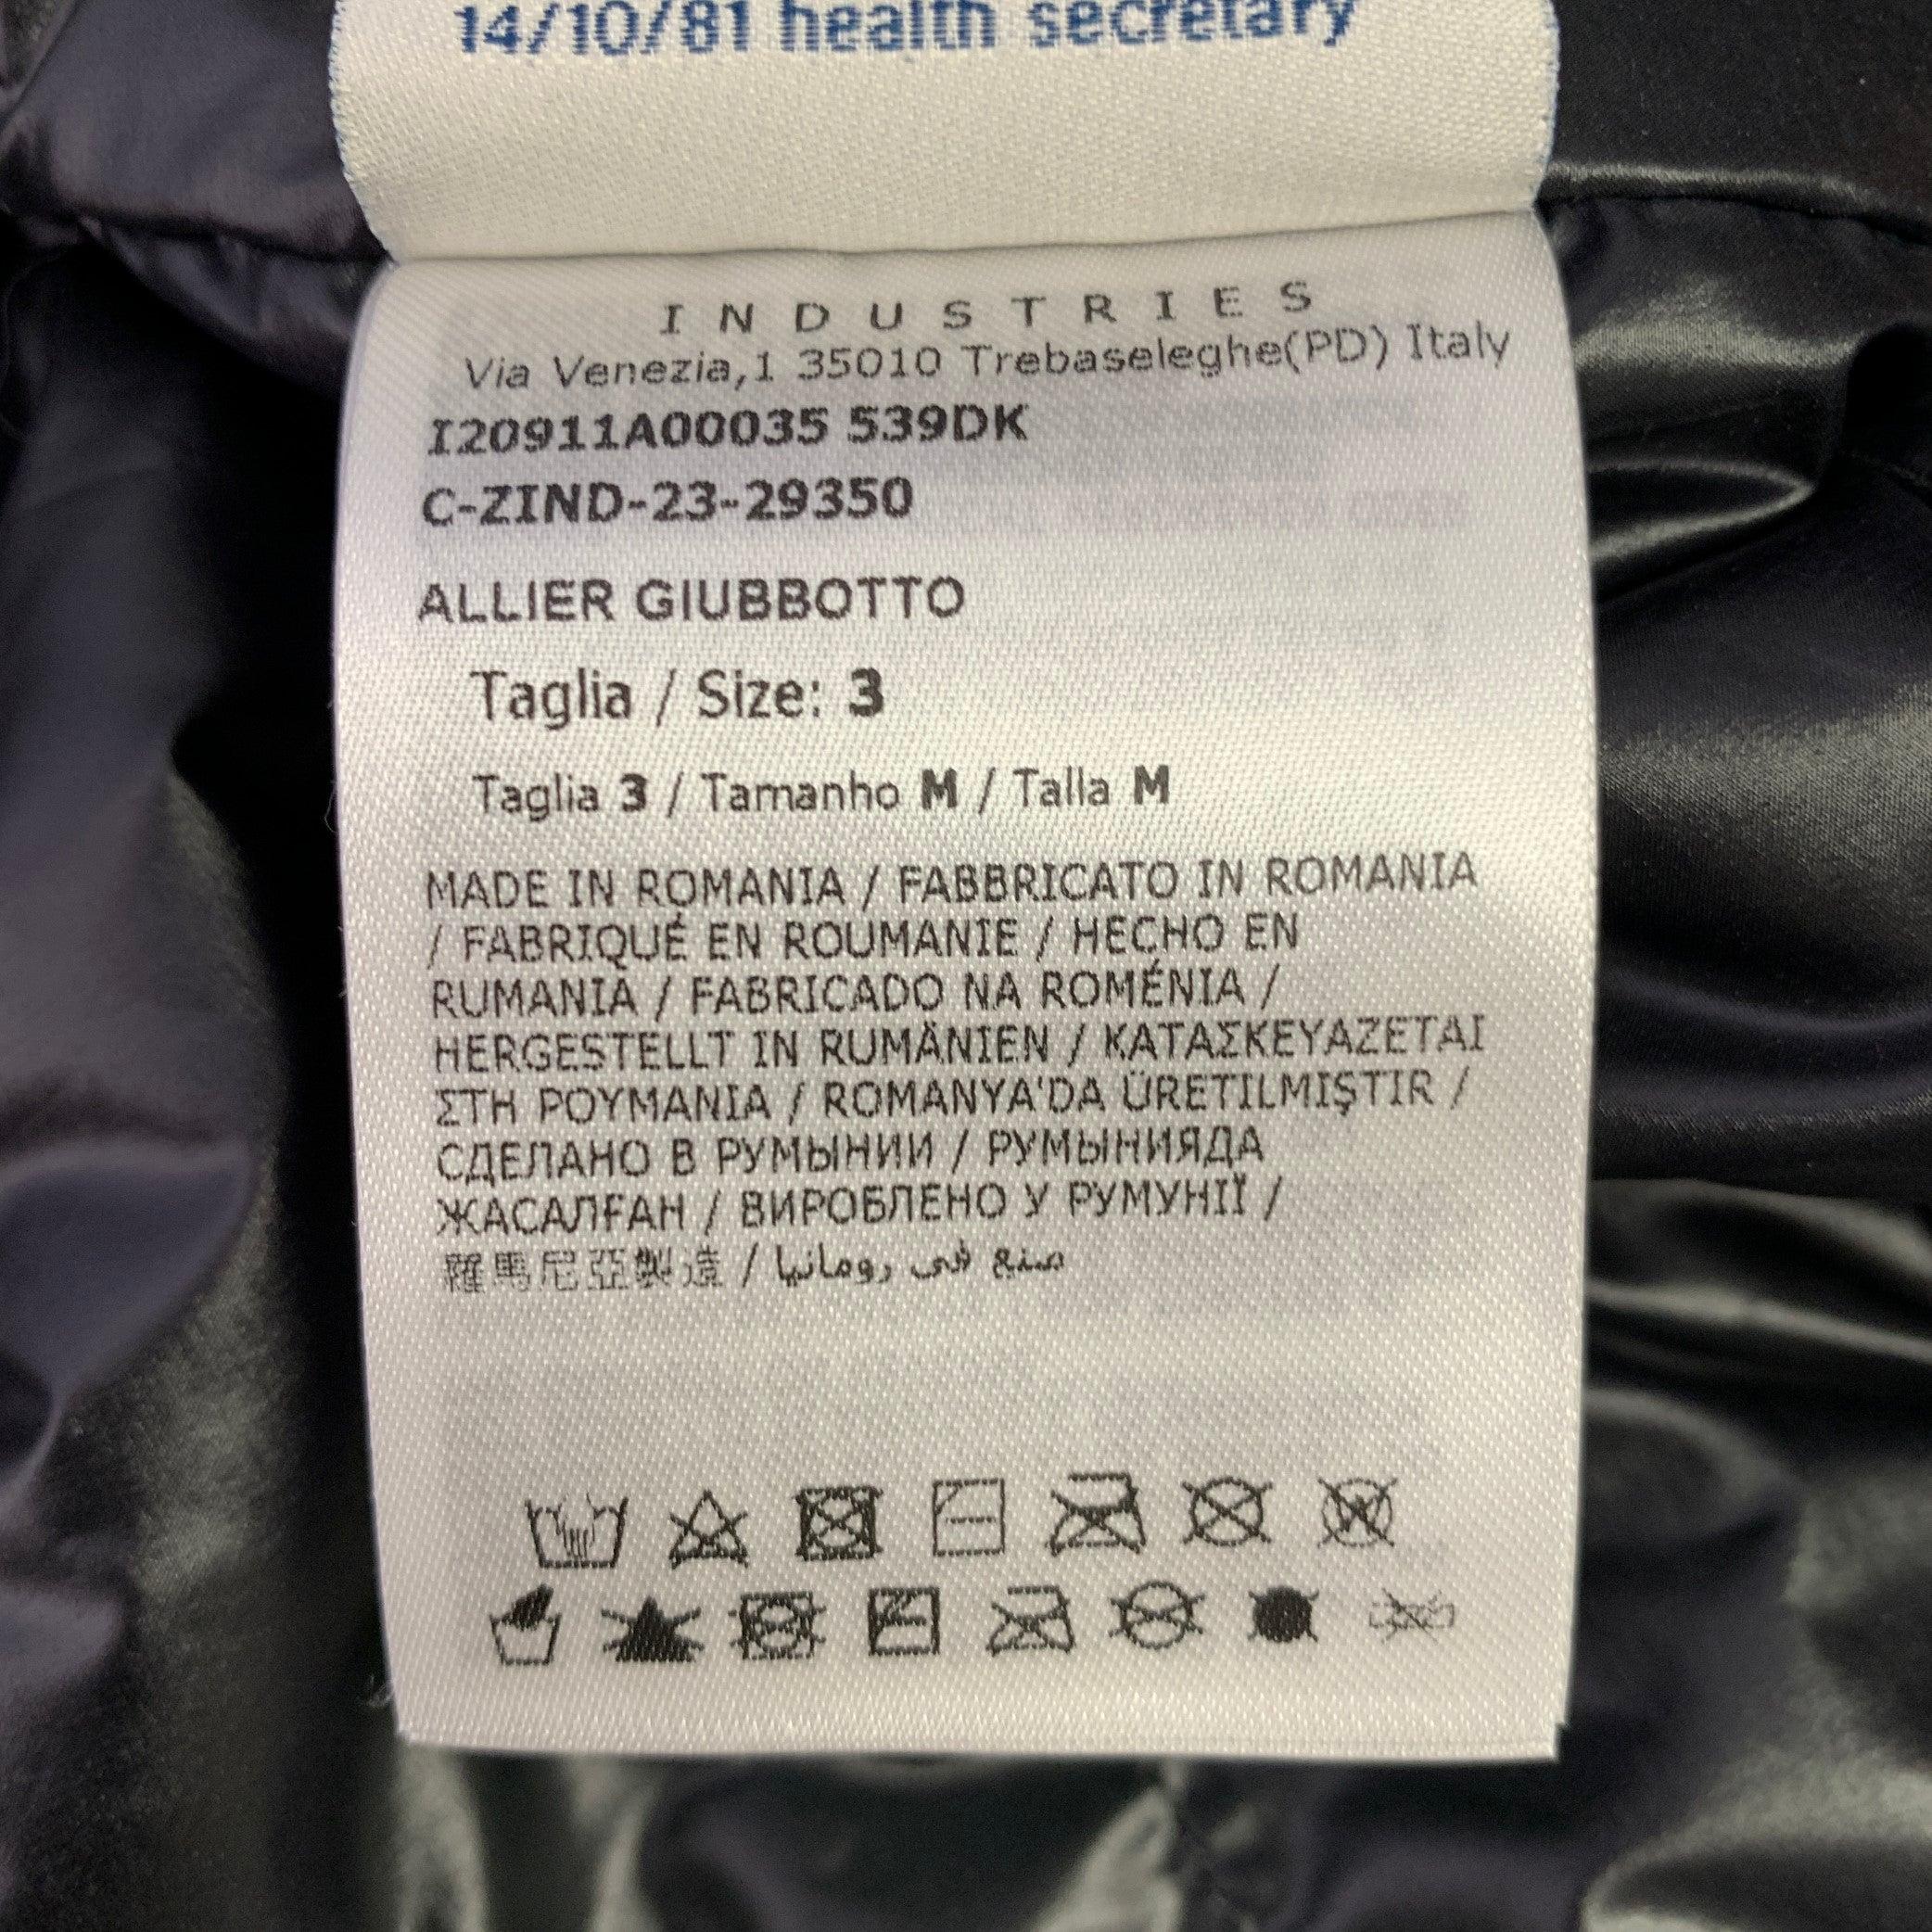 14/10/81 health secretary
INDUSTRIES
Via Venezia,1 35010 Trebaseleghe(PD) Italy
I20911A00035 539DK
C-ZIND-23-29350
ALLIER GIUBBOTTO
Taglia / Size: 3
Taglia 3 / Tamanho M / Talla M
MADE IN ROMANIA / FABBRICATO IN ROMANIA
/ FABRIQUÉ EN ROUMANIE / HECHO EN
RUMANIA / FABRICADO NA ROMÉNIA /
HERGESTELLT IN RUMÄNIEN / ΚΑΤΑΣΚΕΥΑΖΕΤΑΙ
ΣΤΗ ΡΟΥΜΑΝΙΑ / ROMANYA'DA ÜRETILMIŞTIR /
СДЕЛАНО В РУМЫНИИ / РУМЫНИЯДА
ЖАСАЛҒАН / ВИРОБЛЕНО У РУМУНІЇ /
羅馬尼亞製造 / صنع في رومانيا